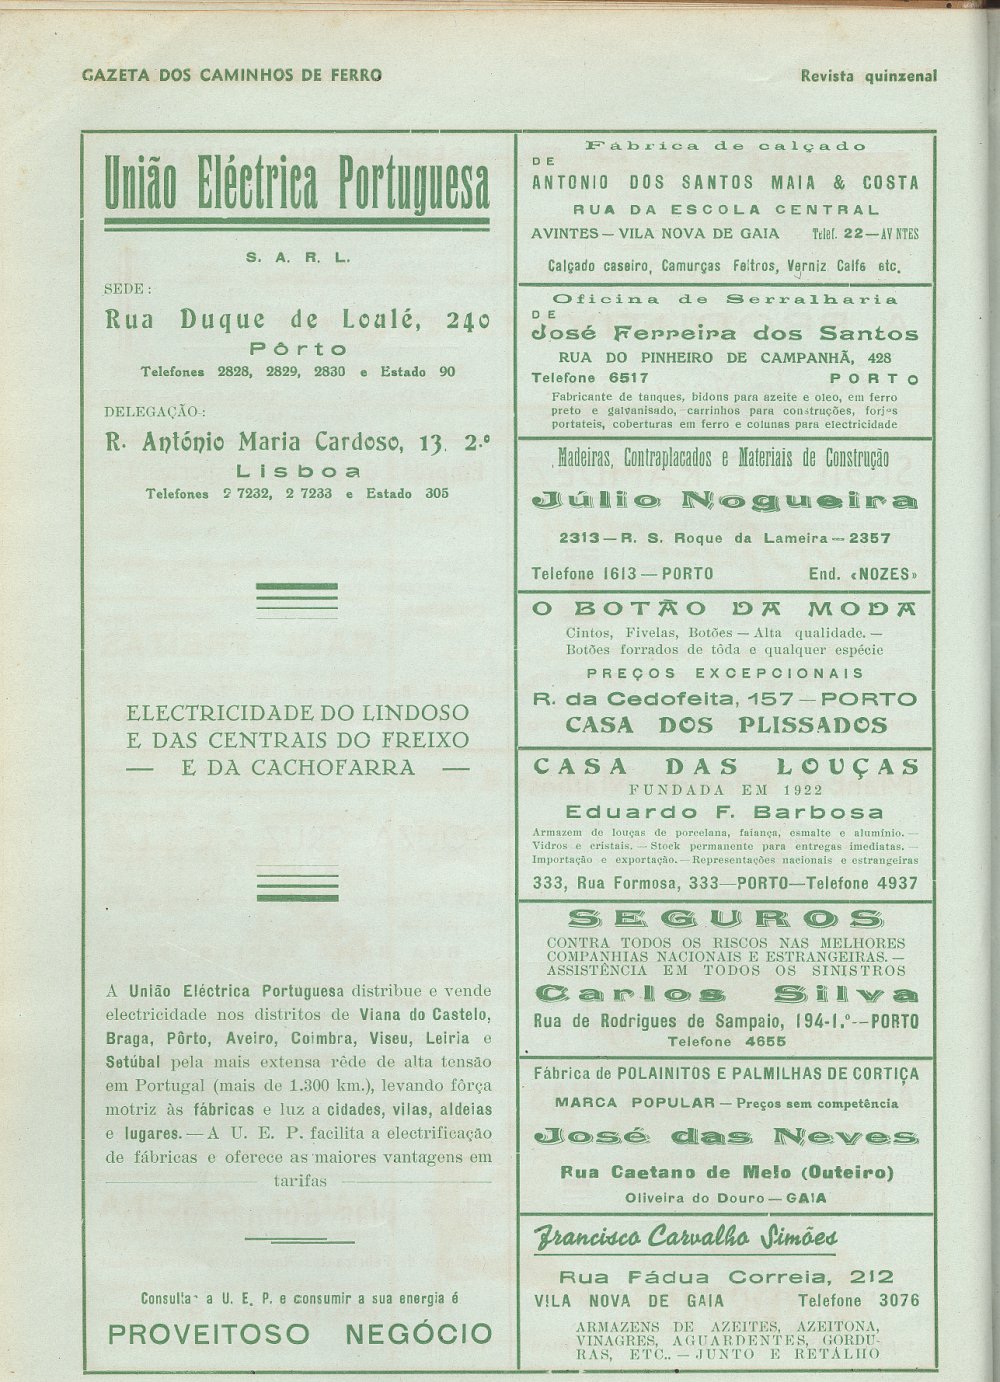 GAZETA DOS CAMINHOS DE FERRO
Revista quinzenal
União Eléctrica Portuguesa
S. A. R. L.
SEDE:
Rua Duque de Loulé, 240
Pôrto
Telefones 2828, 2829, 2830 e Estado 90
DELEGAÇÃO:
R. António Maria Cardoso, 13, 2.º
Lisboa
Telefones 2 7232, 2 7233 e Estado 305
ELECTRICIDADE DO LINDOSO
E DAS CENTRAIS DO FREIXO
— E DA CACHOFARRA —
A União Eléctrica Portuguesa distribue e vende
electricidade nos distritos de Viana do Castelo,
Braga, Pôrto, Aveiro, Coimbra, Viseu, Leiria e
Setúbal pela mais extensa rêde de alta tensão
em Portugal (mais de 1.300 km.), levando fôrça
motriz às fábricas e luz a cidades, vilas, aldeias
e lugares. — A U. E. P. facilita a electrificação
de fábricas e oferece as maiores vantagens em
tarifas
Consultar a U. E. P. e consumir a sua energia é
PROVEITOSO NEGÓCIO
Fábrica de calçado
DE
ANTONIO DOS SANTOS MAIA & COSTA
RUA DA ESCOLA CENTRAL
AVINTES — VILA NOVA DE GAIA Telef. 22 — AVINTES
Calçado caseiro, Camurças Feltros, Verniz Calfe etc.
Oficina de Serralharia
DE
José Ferreira dos Santos
RUA DO PINHEIRO DE CAMPANHÃ, 428
Telefone 6517 PORTO
Fabricante de tanques, bidons para azeite e oleo, em ferro
preto e galvanisado, carrinhos para construções, forjas
portateis, coberturas em ferro e colunas para electricidade
Madeiras, Contraplacados e Materiais de Construção
Júlio Nogueira
2313 — R. S. Roque da Lameira — 2357
Telefone 1613 — PORTO End. «NOZES»
O BOTÃO DA MODA
Cintos, Fivelas, Botões — Alta qualidade. —
Botões forrados de tôda e qualquer espécie
PREÇOS EXCEPCIONAIS
R. da Cedofeita, 157 — PORTO
CASA DOS PLISSADOS
CASA DAS LOUÇAS
FUNDADA EM 1922
Eduardo F. Barbosa
Armazem de louças de porcelana, faiança, esmalte e aluminio. —
Vidros e cristais. — Stock permanente para entregas imediatas. —
Importação e exportação. — Representações nacionais e estrangeiras
333, Rua Formosa, 333—PORTO—Telefone 4937
SEGUROS
CONTRA TODOS OS RISCOS NAS MELHORES
COMPANHIAS NACIONAIS E ESTRANGEIRAS. —
ASSISTÊNCIA EM TODOS OS SINISTROS
Carlos Silva
Rua de Rodrigues de Sampaio, 194-1.º--PORTO
Telefone 4655
Fábrica de POLAINITOS E PALMILHAS DE CORTIÇA
MARCA POPULAR — Preços sem competência
José das Neves
Rua Caetano de Melo (Outeiro)
Oliveira do Douro — GAIA
Francisco Carvalho Simões
Rua Fádua Correia, 212
VILA NOVA DE GAIA Telefone 3076
ARMAZENS DE AZEITES, AZEITONA,
VINAGRES, AGUARDENTES, GORDU-
RAS, ETC.. — JUNTO E RETALHO